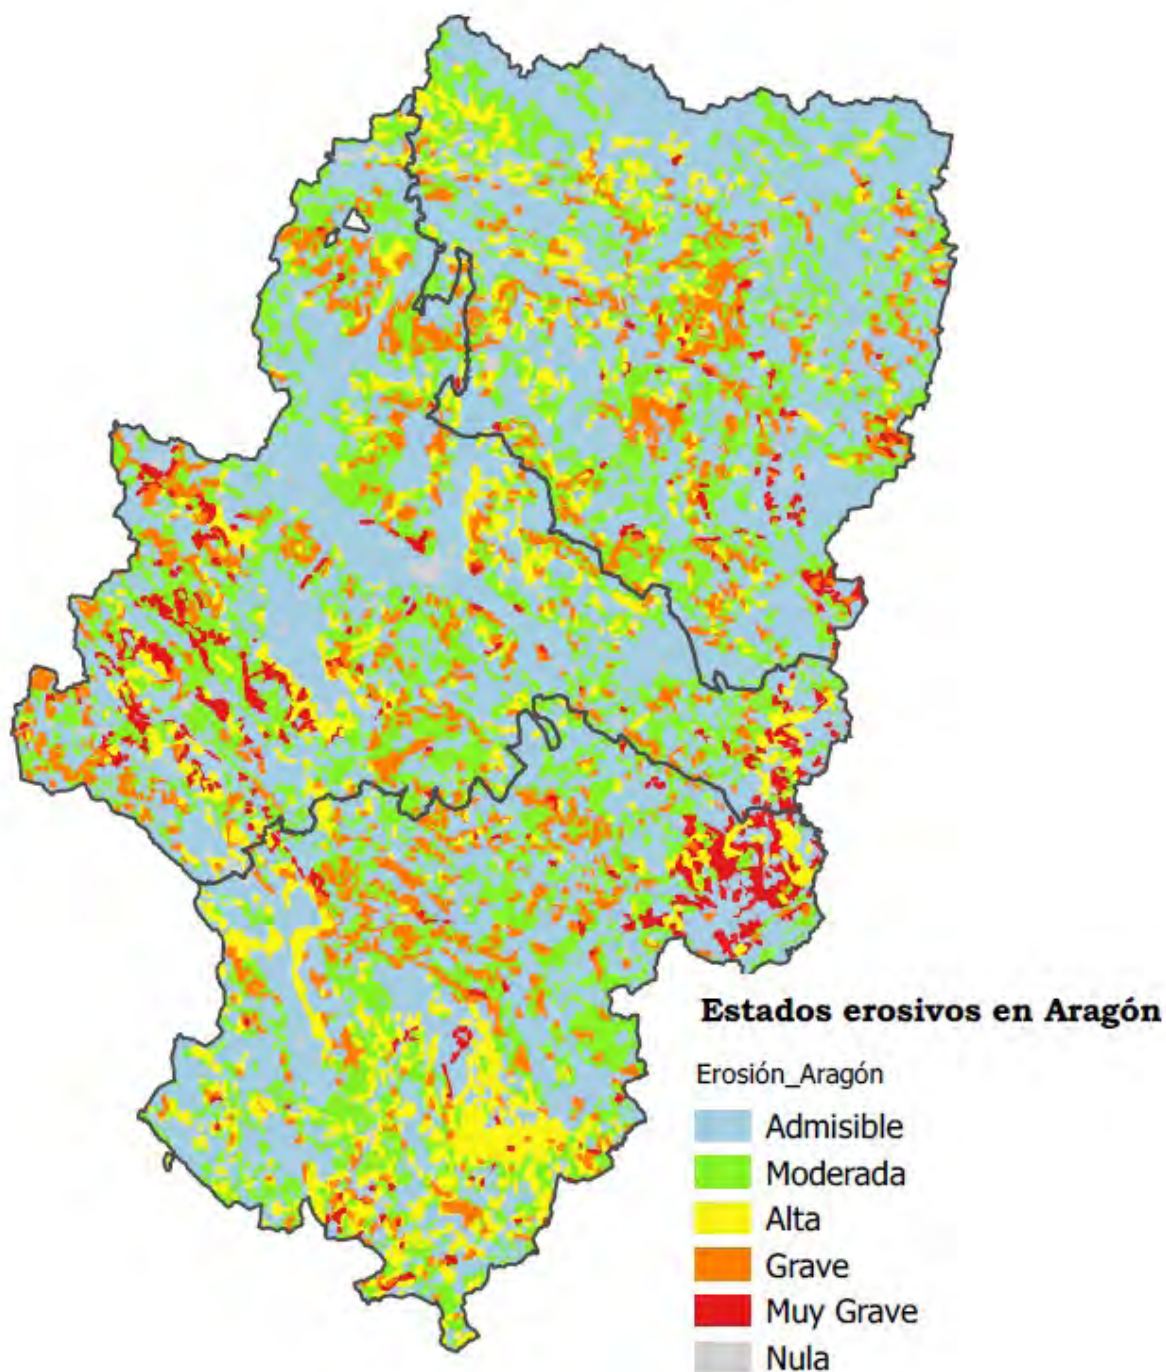 Estados erosivos en Aragón
Erosión_Aragón
Admisible
Moderada
Alta
Grave
Muy Grave
Nula